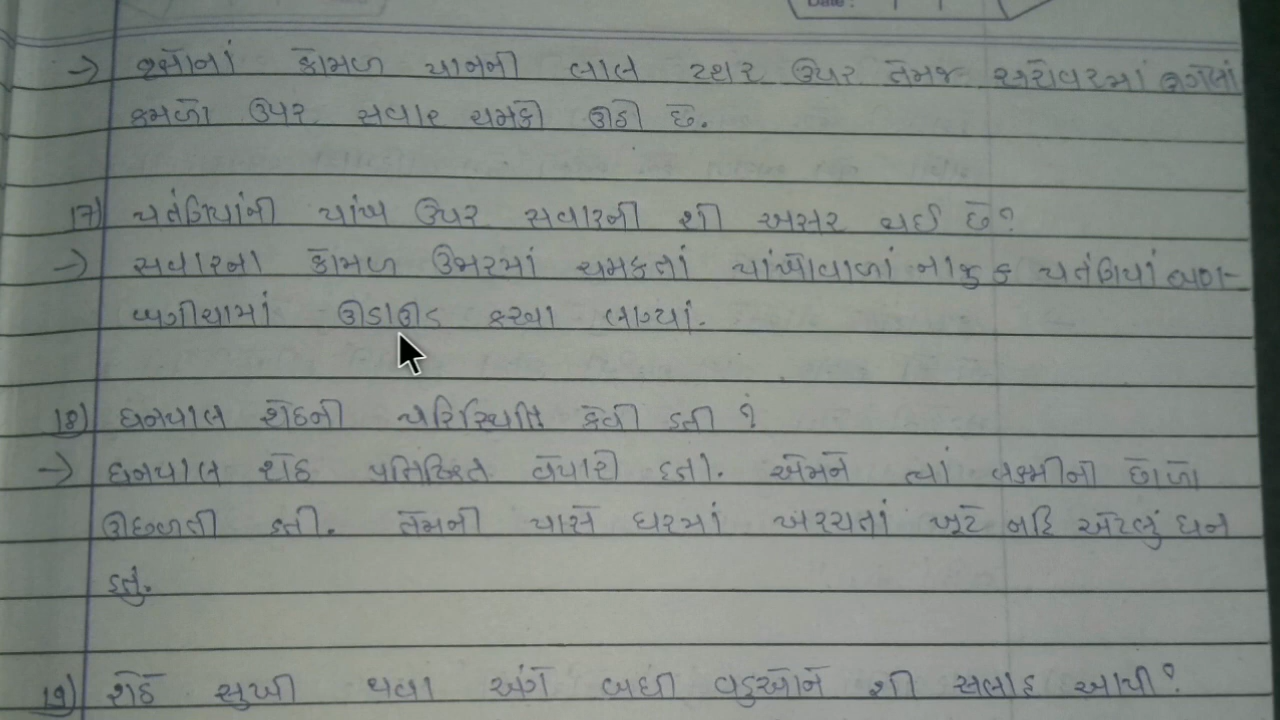 Date :
→ વૃક્ષોનાં કોમળ પાનની લાલ ટશર ઉપર તેમજ સરોવરમાં ઊગેલાં
કમળો ઉપર સવાર ચમકી ઊઠી છે.
17) પતંગિયાંની પાંખ ઉપર સવારની શી અસર થઈ છે?
→ સવારના કોમળ ઉજાસમાં ચમકતાં પાંખોવાળાં નાજુક પતંગિયાં બાગ-
બગીચામાં ઊડાઊડ કરવા લાગ્યાં.
18) ધનપાલ શેઠની પરિસ્થિતિ કેવી હતી ?
→ ધનપાલ શેઠ પ્રતિષ્ઠિત વેપારી હતા. એમને ત્યાં લક્ષ્મીની છોળો
ઊછળતી હતી. તેમની પાસે ઘરમાં ખરચતાં ખૂટે નહિ એટલું ધન
હતું.
19) શેઠે સુખી થવા અંગે બધી વહુઓને શી સલાહ આપી?